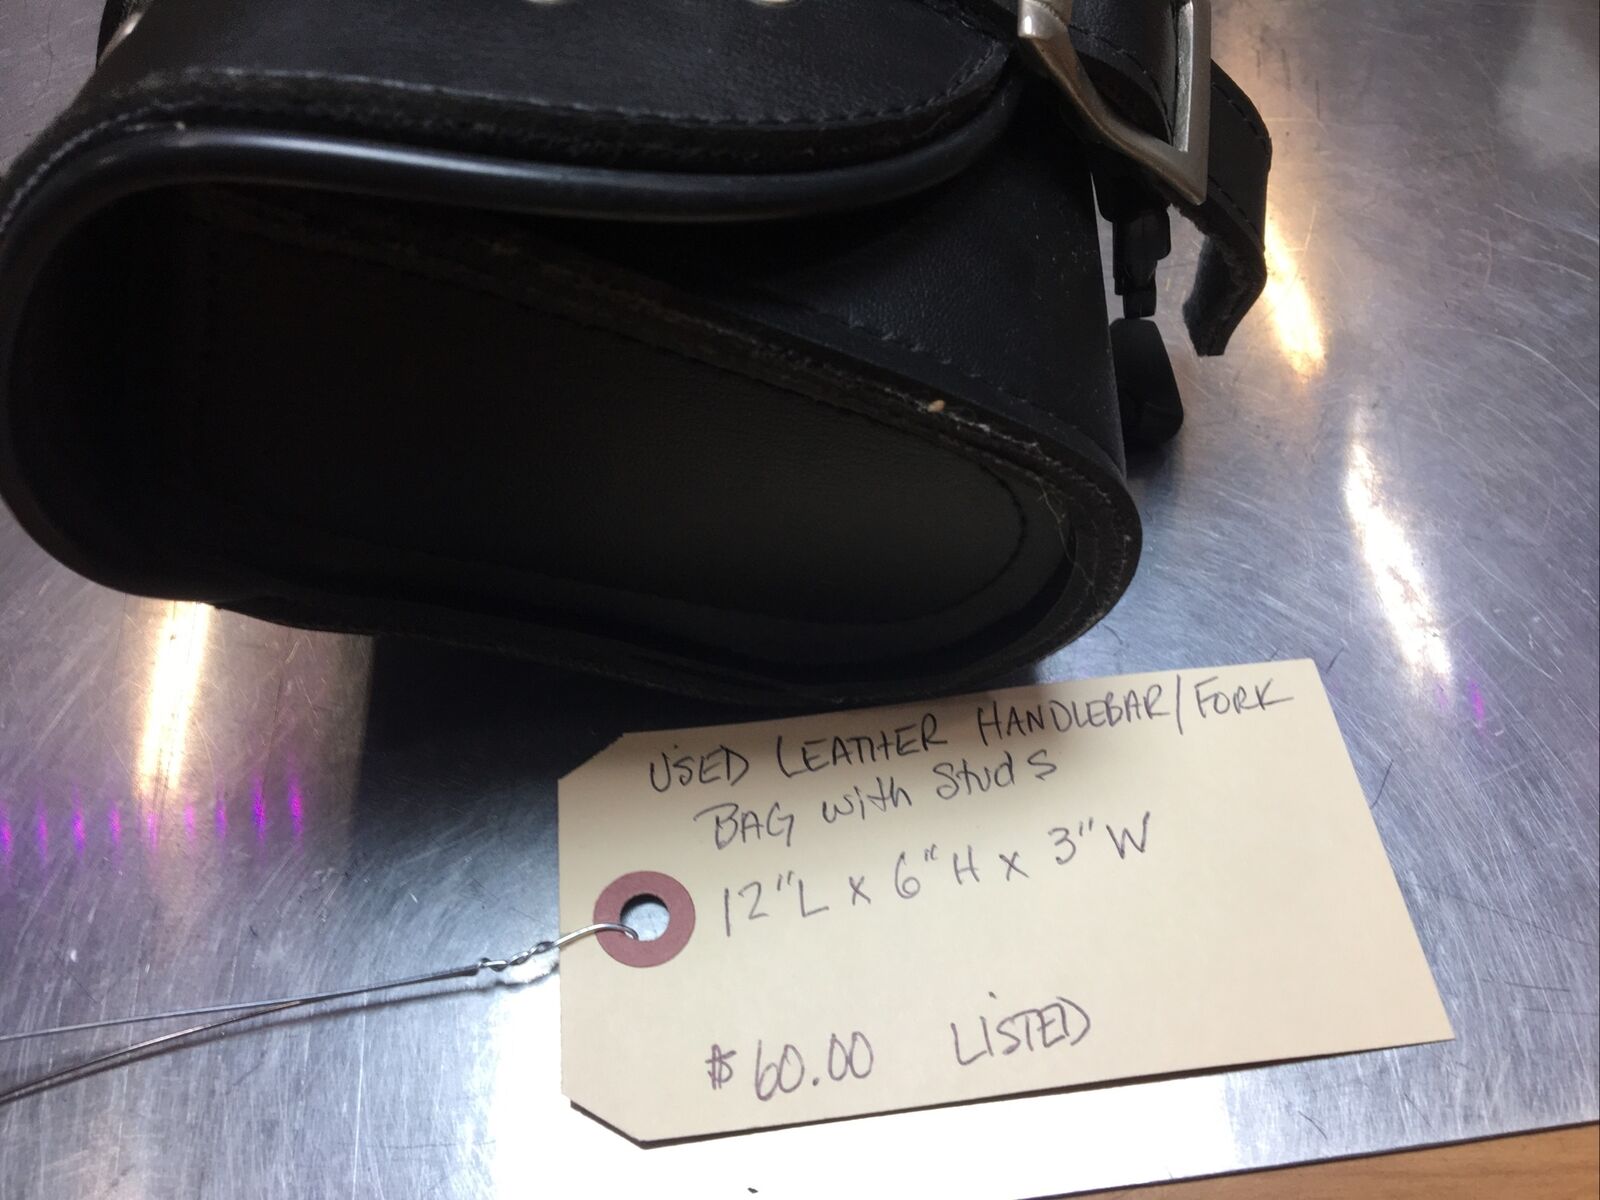 USED LEATHER HANDLEBAR/FORK
BAG with StudS
12"L x 6"H x 3"W
$60.00 LiSTED